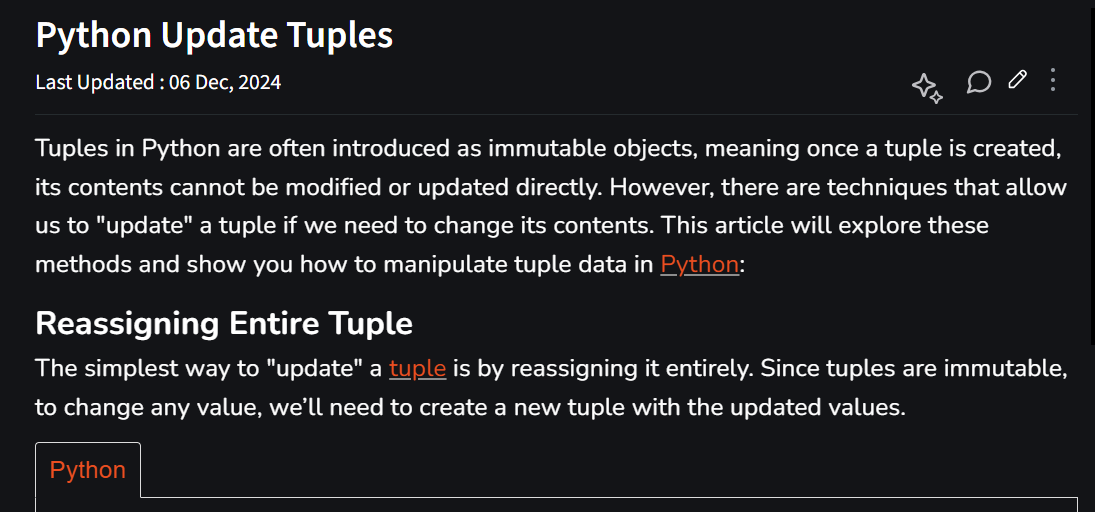 Python Update Tuples
Last Updated : 06 Dec, 2024
Tuples in Python are often introduced as immutable objects, meaning once a tuple is created,
its contents cannot be modified or updated directly. However, there are techniques that allow
us to "update" a tuple if we need to change its contents. This article will explore these
methods and show you how to manipulate tuple data in Python:
Reassigning Entire Tuple
The simplest way to "update" a tuple is by reassigning it entirely. Since tuples are immutable,
to change any value, we’ll need to create a new tuple with the updated values.
Python